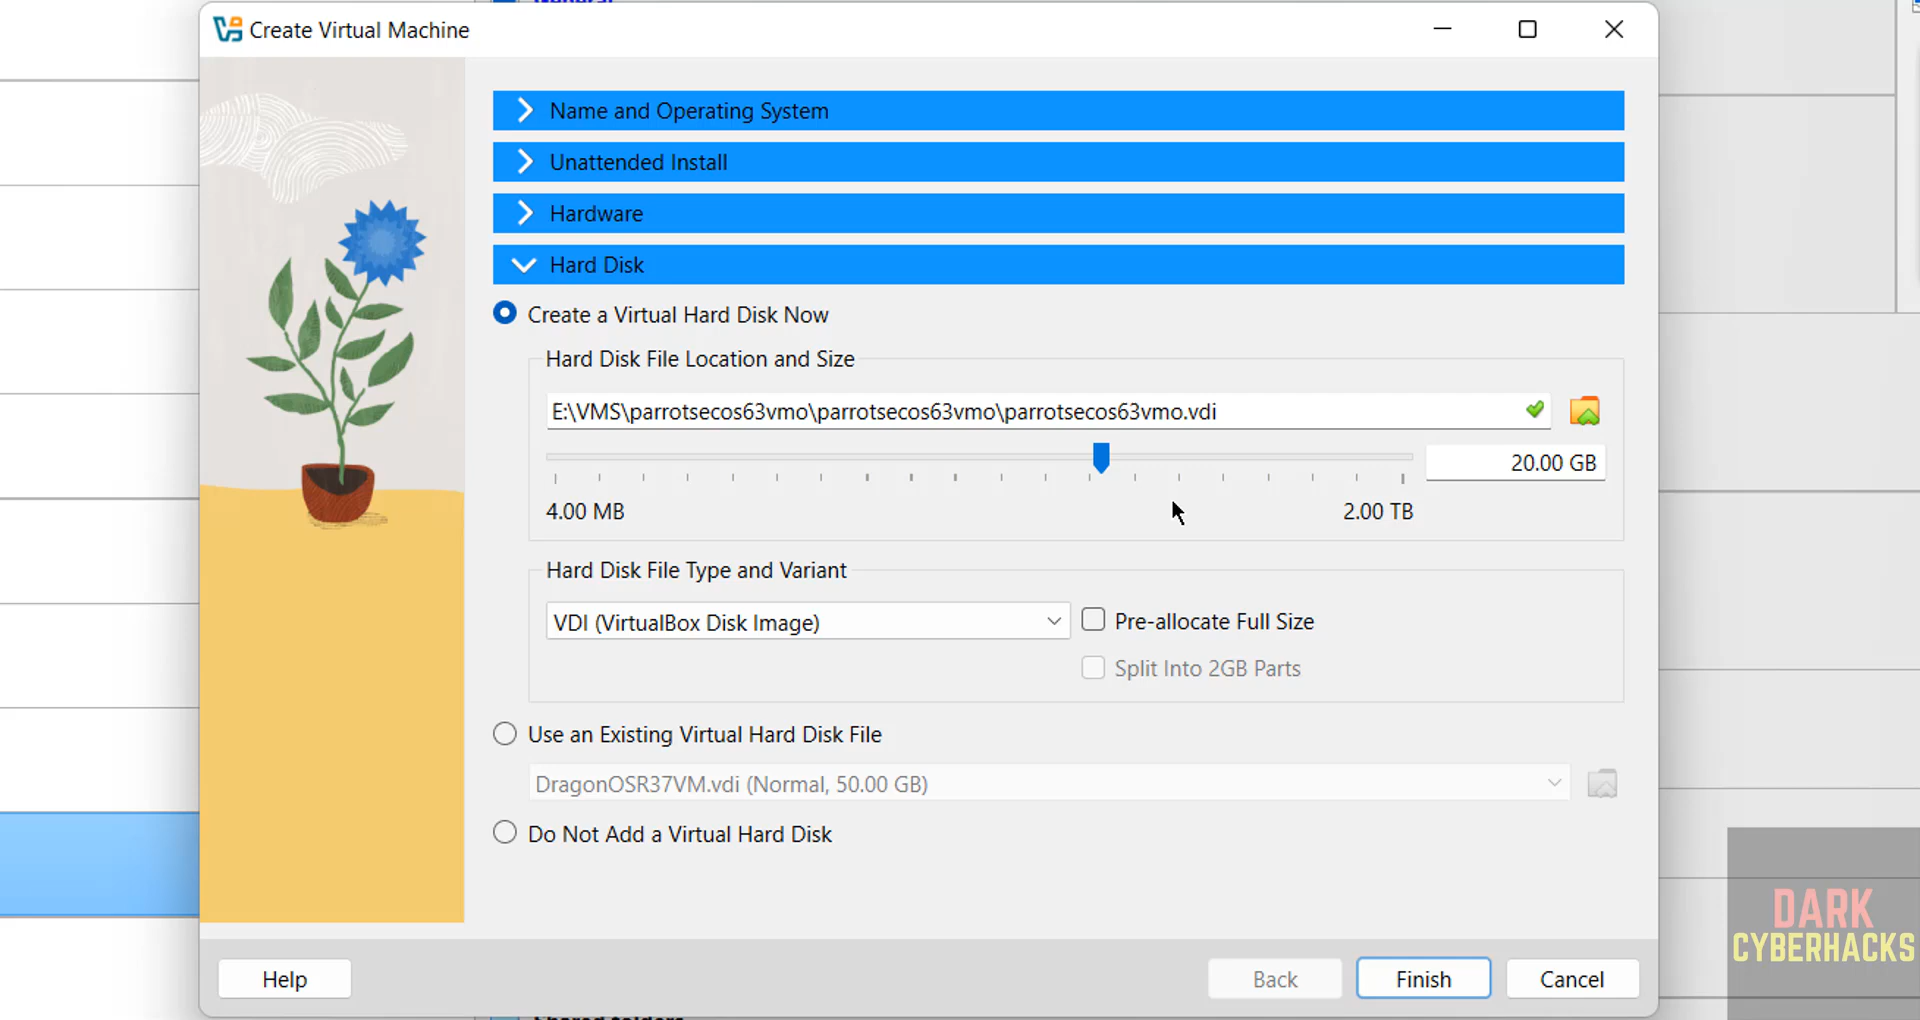 General
Create Virtual Machine
Name and Operating System
Unattended Install
Hardware
Hard Disk
Create a Virtual Hard Disk Now
Hard Disk File Location and Size
E:\VMS\parrotsecos63vmo\parrotsecos63vmo\parrotsecos63vmo.vdi
20.00 GB
4.00 MB 2.00 TB
Hard Disk File Type and Variant
VDI (VirtualBox Disk Image) Pre-allocate Full Size
Split Into 2GB Parts
Use an Existing Virtual Hard Disk File
DragonOSR37VM.vdi (Normal, 50.00 GB)
Do Not Add a Virtual Hard Disk
DARK
CYBERHACKS
Help Back Finish Cancel
Shared folders